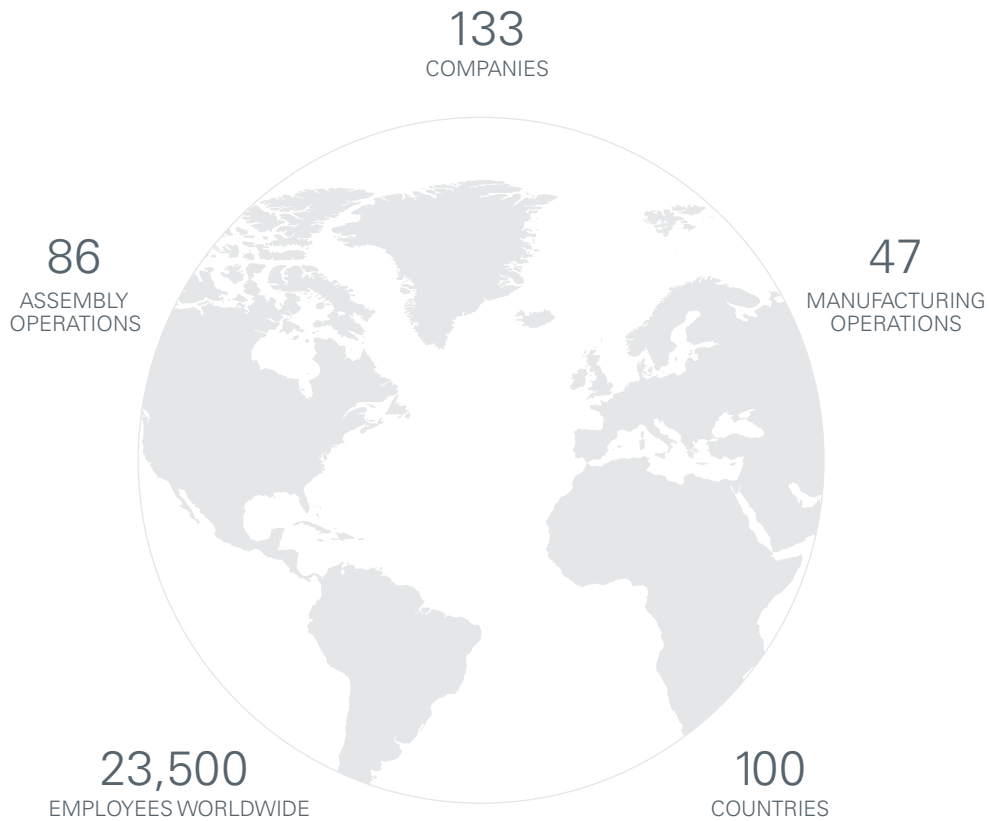 133
COMPANIES
86
ASSEMBLY
OPERATIONS
47
MANUFACTURING
OPERATIONS
23,500
EMPLOYEES WORLDWIDE
100
COUNTRIES